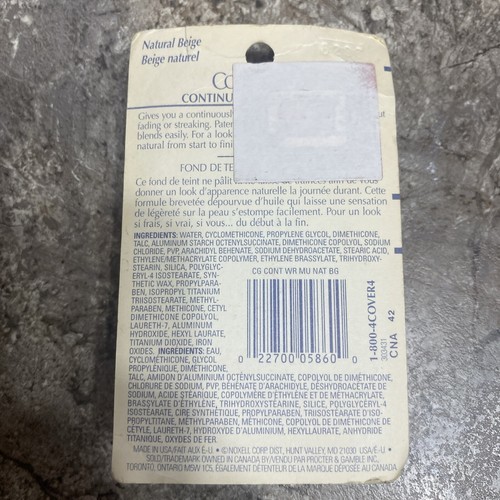 Natural Beige
Beige naturel
Co
CONTINU
Gives you a continuously
fading or streaking. Pate
blends easily. For a look
natural from start to fini
FOND DE TE
Ce fond de teint ne pâlit
donner un look d'apparence naturelle la journée durant. Cette
formule brevetée dépourvue d'huile qui laisse une sensation
de légèreté sur la peau s'estompe facilement. Pour un look
si frais, si vrai, si vous... du début à la fin.
INGREDIENTS: WATER, CYCLOMETHICONE, PROPYLENE GLYCOL, DIMETHICONE,
TALC, ALUMINUM STARCH OCTENYLSUCCINATE, DIMETHICONE COPOLYOL, SODIUM
CHLORIDE, PVP, ARACHIDYL BEHENATE, SODIUM DEHYDROACETATE, STEARIC ACID,
ETHYLENE/METHACRYLATE COPOLYMER, ETHYLENE BRASSYLATE, TRIHYDROXY-
STEARIN, SILICA, POLYGLYC-
ERYL-4 ISOSTEARATE, SYN-
THETIC WAX, PROPYLPARA-
BEN, ISOPROPYL TITANIUM
TRIISOSTEARATE, METHYL-
PARABEN, METHICONE, CETYL
DIMETHICONE COPOLYOL,
LAURETH-7, ALUMINUM
HYDROXIDE, HEXYL LAURATE,
TITANIUM DIOXIDE, IRON
OXIDES. INGRÉDIENTS: EAU,
CYCLOMÉTHICONE, GLYCOL
PROPYLÉNIQUE, DIMÉTHICONE,
TALC, AMIDON D'ALUMINIUM OCTÉNYLSUCCINATE, COPOLYOL DE DIMÉTHICONE,
CHLORURE DE SODIUM, PVP, BÉHÉNATE D'ARACHIDYLE, DÉSHYDROACÉTATE DE
SODIUM, ACIDE STÉARIQUE, COPOLYMÈRE D'ÉTHYLÈNE ET DE MÉTHACRYLATE,
BRASSYLATE D'ÉTHYLÈNE, TRIHYDROXYSTÉARINE, SILICE, POLYGLYCÉRYL-4
ISOSTÉARATE, CIRE SYNTHÉTIQUE, PROPYLPARABEN, TRIISOSTÉARATE D'ISO-
PROPYLTITANE, MÉTHYLPARABEN, MÉTHICONE, COPOLYOL DE DIMÉTHICONE DE
CÉTYLE, LAURETH-7, HYDROXYDE D'ALUMINIUM, HEXYLLAURATE, ANHYDRIDE
TITANIQUE, OXYDES DE FER.
CG CONT WR MU NAT BG
0 22700 05860 0
1-800-4COVER4
303431
CNA 42
MADE IN USA/FAIT AUX É-U. • ©NOXELL CORP. DIST., HUNT VALLEY, MD 21030 USA/É-U. •
SOLD/TRADEMARK OWNED IN CANADA BY/VENDU PAR PROCTER & GAMBLE INC.,
TORONTO, ONTARIO M5W 1C5, ÉGALEMENT DÉTENTEUR DE LA MARQUE DÉPOSÉE AU CANADA